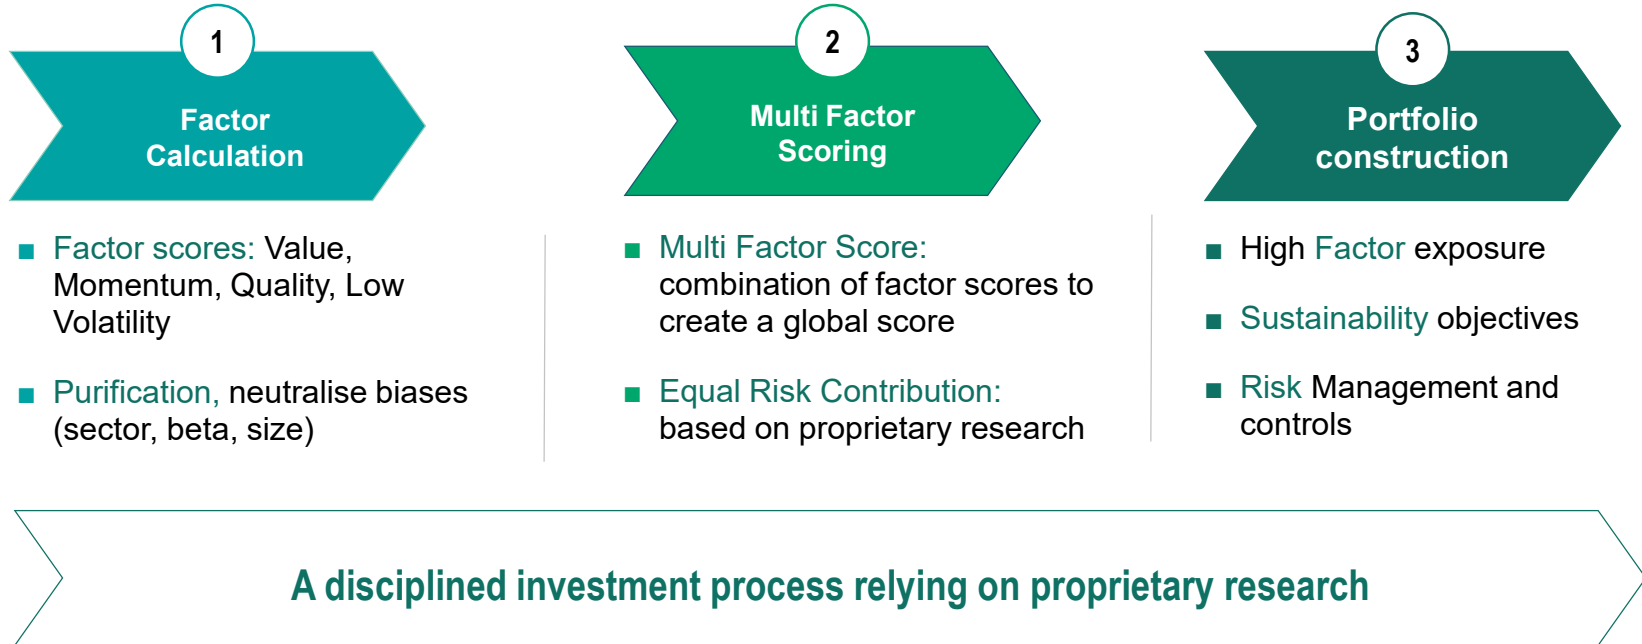 1
Factor
Calculation
■ Factor scores: Value,
Momentum, Quality, Low
Volatility
■ Purification, neutralise biases
(sector, beta, size)
2
Multi Factor
Scoring
■ Multi Factor Score:
combination of factor scores to
create a global score
■ Equal Risk Contribution:
based on proprietary research
3
Portfolio
construction
■ High Factor exposure
■ Sustainability objectives
■ Risk Management and
controls
A disciplined investment process relying on proprietary research